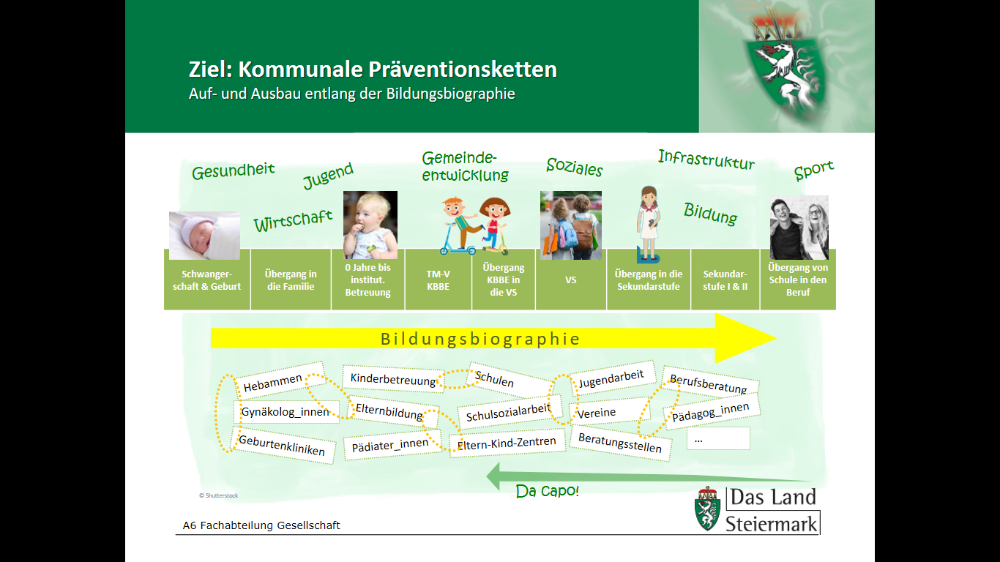 Ziel: Kommunale Präventionsketten
Auf- und Ausbau entlang der Bildungsbiographie
Gesundheit
Jugend
Gemeinde-
entwicklung
Soziales
Infrastruktur
Sport
Wirtschaft
Bildung
Schwanger-
schaft & Geburt
Übergang in
die Familie
0 Jahre bis
institut.
Betreuung
TM-V
KBBE
Übergang
KBBE in
die VS
VS
Übergang in die
Sekundarstufe
Sekundar-
stufe I & II
Übergang von
Schule in den
Beruf
Bildungsbiographie
Hebammen
Kinderbetreuung
Schulen
Jugendarbeit
Berufsberatung
Gynäkolog_innen
Elternbildung
Schulsozialarbeit
Vereine
Pädagog_innen
Geburtenkliniken
Pädiater_innen
Eltern-Kind-Zentren
Beratungsstellen
...
Da capo!
© Shutterstock
Das Land
Steiermark
A6 Fachabteilung Gesellschaft